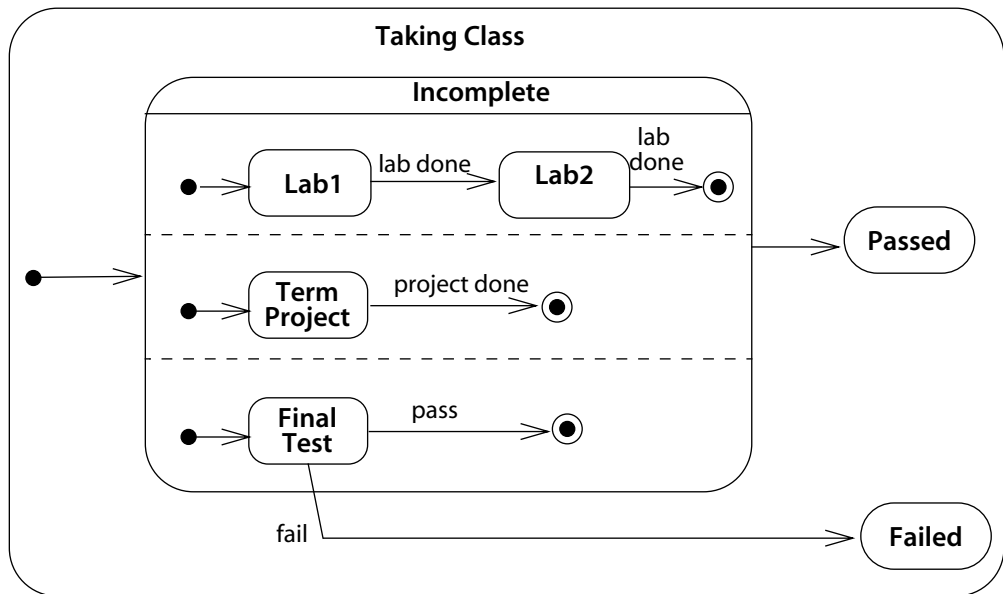 Taking Class
Incomplete
Lab1
lab done
Lab2
lab
done
Passed
Term
Project
project done
Final
Test
pass
fail
Failed